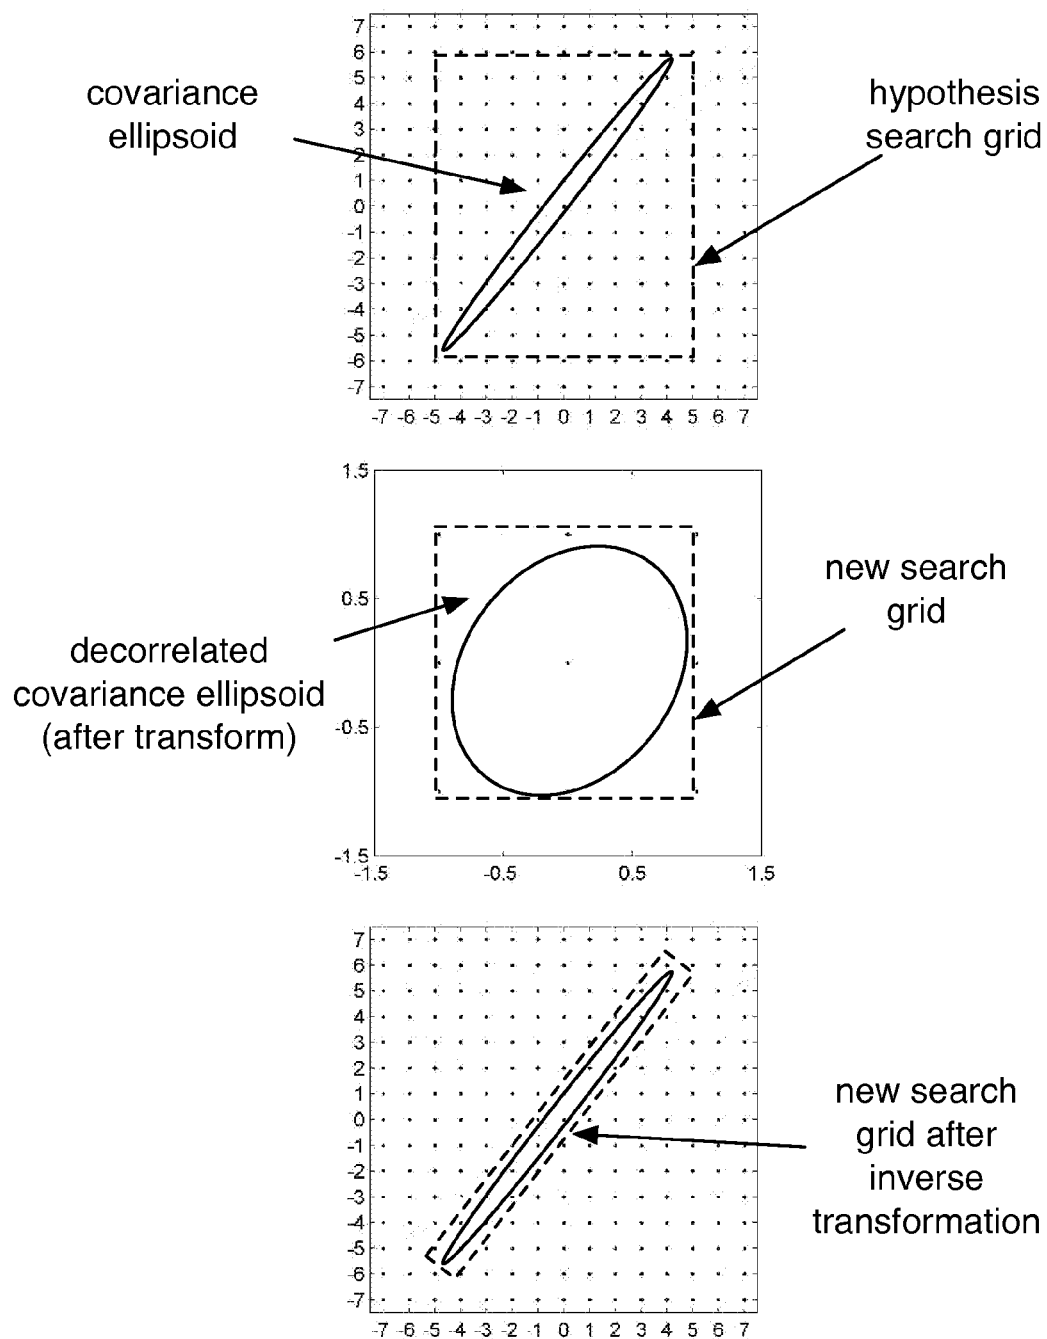 covariance
ellipsoid
hypothesis
search grid
7
6
5
4
3
2
1
0
-1
-2
-3
-4
-5
-6
-7
-7 -6 -5 -4 -3 -2 -1 0 1 2 3 4 5 6 7
decorrelated
covariance ellipsoid
(after transform)
new search
grid
1.5
0.5
-0.5
-1.5
-1.5 -0.5 0.5 1.5
7
6
5
4
3
2
1
0
-1
-2
-3
-4
-5
-6
-7
-7 -6 -5 -4 -3 -2 -1 0 1 2 3 4 5 6 7
new search
grid after
inverse
transformation